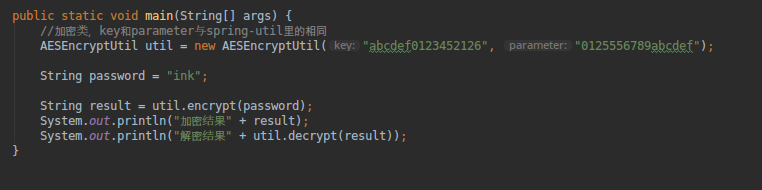 public static void main(String[] args) {
//加密类, key和parameter与spring-util里的相同
AESEncryptUtil util = new AESEncryptUtil( key: "abcdef0123452126", parameter: "0125556789abcdef");
String password = "ink";
String result = util.encrypt(password);
System.out.println("加密结果" + result);
System.out.println("解密结果" + util.decrypt(result));
}